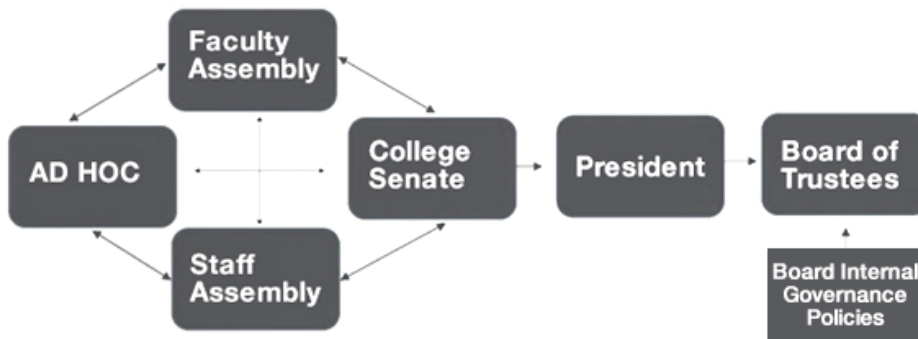 Faculty
Assembly
AD HOC
College
Senate
President
Board of
Trustees
Staff
Assembly
Board Internal
Governance
Policies